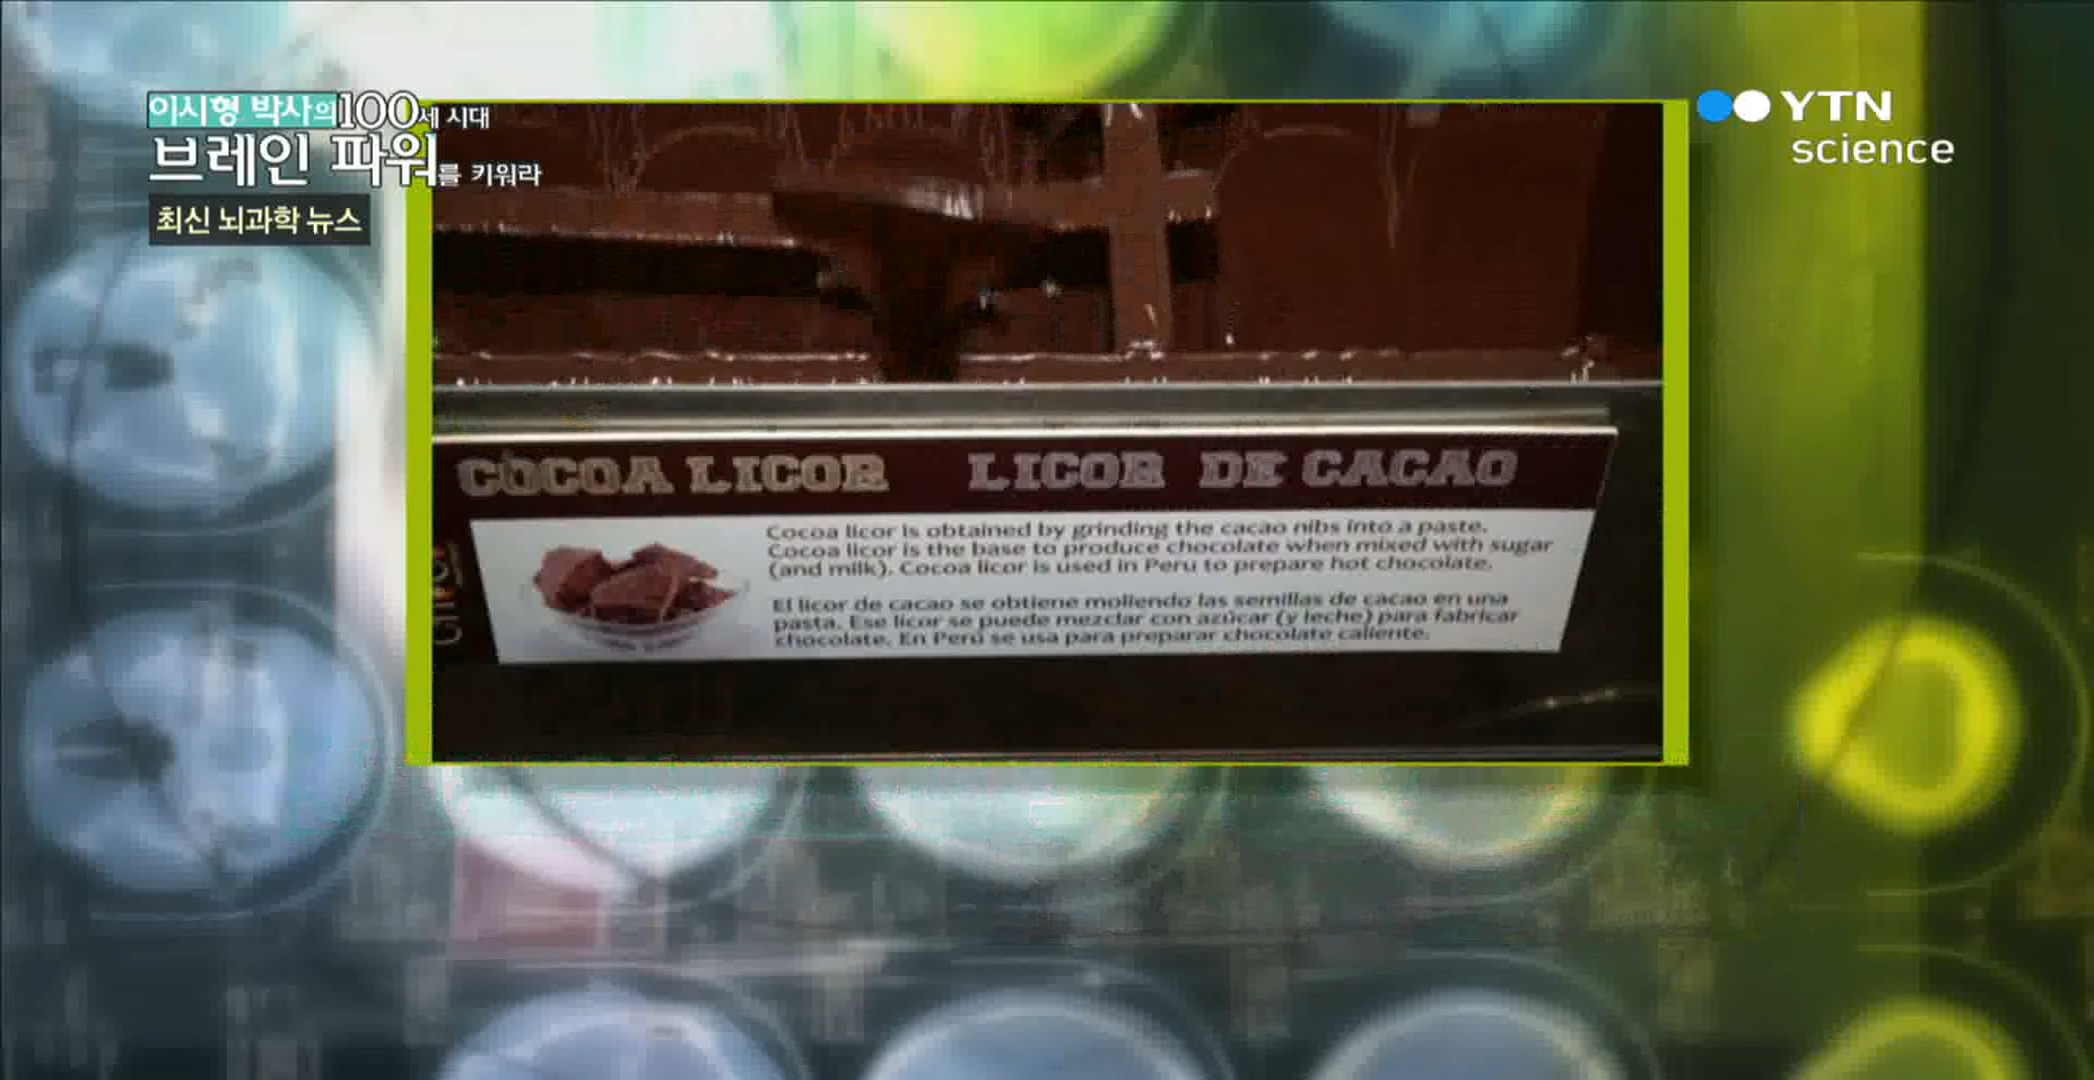 이시형 박사의 100세 시대
브레인 파워를 키워라
최신 뇌과학 뉴스
YTN
science
COCOA LICOR LICOR DE CACAO
Cocoa licor is obtained by grinding the cacao nibs into a paste.
Cocoa licor is the base to produce chocolate when mixed with sugar
(and milk). Cocoa licor is used in Peru to prepare hot chocolate.
El licor de cacao se obtiene moliendo las semillas de cacao en una
pasta. Ese licor se puede mezclar con azúcar (y leche) para fabricar
chocolate. En Perú se usa para preparar chocolate caliente.